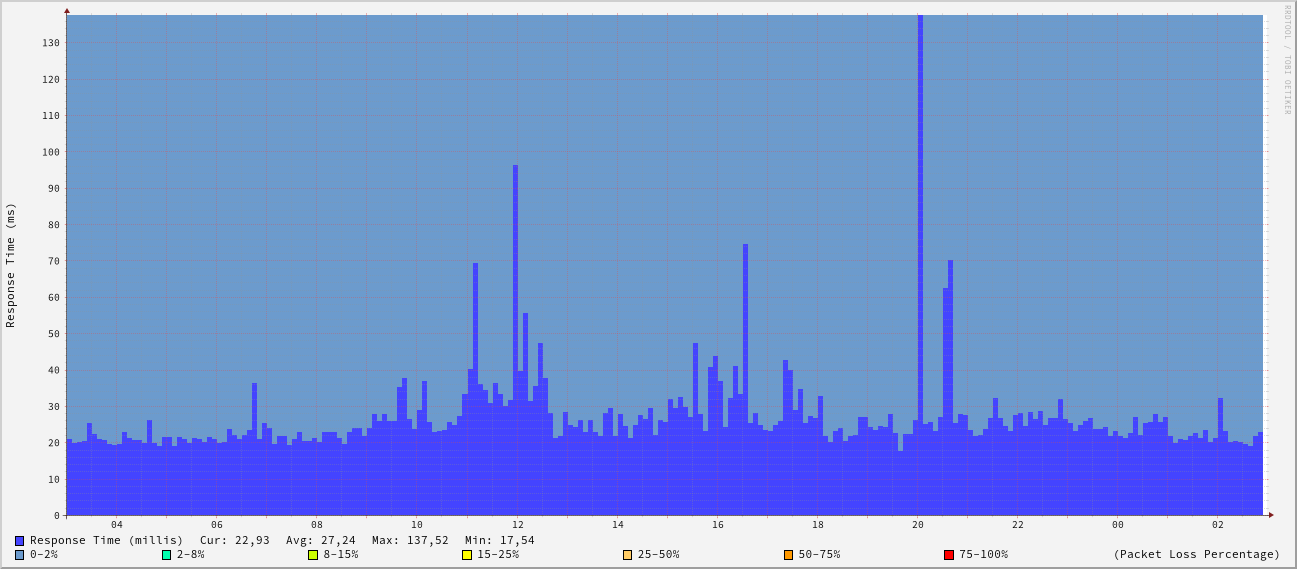 RRDTOOL / TOBI OETIKER
Response Time (ms)
130
120
110
100
90
80
70
60
50
40
30
20
10
0
04 06 08 10 12 14 16 18 20 22 00 02
Response Time (millis) Cur: 22,93 Avg: 27,24 Max: 137,52 Min: 17,54
0-2% 2-8% 8-15% 15-25% 25-50% 50-75% 75-100% (Packet Loss Percentage)